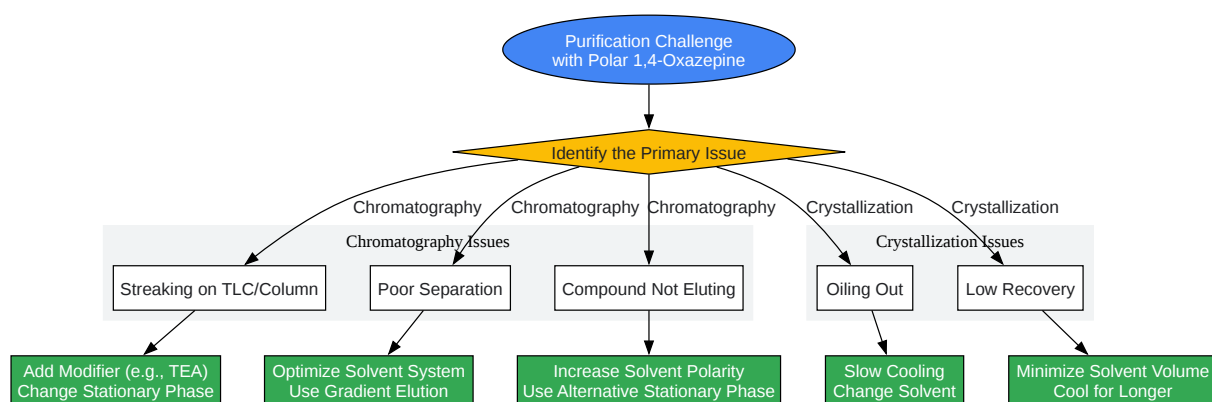 Purification Challenge
with Polar 1,4-Oxazepine
Identify the Primary Issue
Chromatography
Chromatography
Chromatography
Crystallization
Crystallization
Chromatography Issues
Crystallization Issues
Streaking on TLC/Column
Poor Separation
Compound Not Eluting
Oiling Out
Low Recovery
Add Modifier (e.g., TEA)
Change Stationary Phase
Optimize Solvent System
Use Gradient Elution
Increase Solvent Polarity
Use Alternative Stationary Phase
Slow Cooling
Change Solvent
Minimize Solvent Volume
Cool for Longer